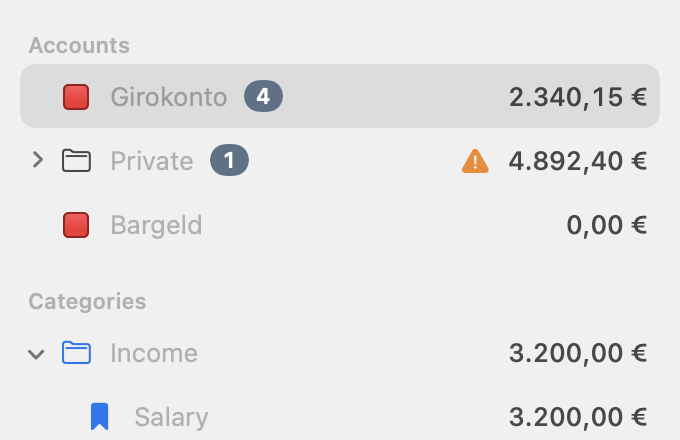 Accounts
Girokonto 4 2.340,15 €
Private 1 4.892,40 €
Bargeld 0,00 €
Categories
Income 3.200,00 €
Salary 3.200,00 €